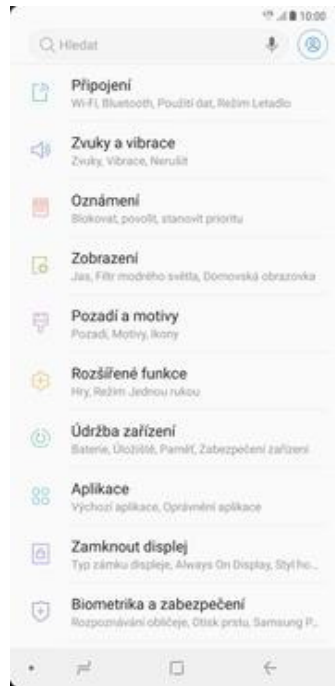 10:00
Hledat
Připojení
Wi-Fi, Bluetooth, Použití dat, Režim Letadlo
Zvuky a vibrace
Zvuky, Vibrace, Nerušit
Oznámení
Blokovat, povolit, stanovit prioritu
Zobrazení
Jas, Filtr modrého světla, Domovská obrazovka
Pozadí a motivy
Pozadí, Motivy, Ikony
Rozšířené funkce
Hry, Režim Jednou rukou
Údržba zařízení
Baterie, Úložiště, Paměť, Zabezpečení zařízení
Aplikace
Výchozí aplikace, Oprávnění aplikace
Zamknout displej
Typ zámku displeje, Always On Display, Styl ho...
Biometrika a zabezpečení
Rozpoznávání obličeje, Otisk prstu, Samsung P...